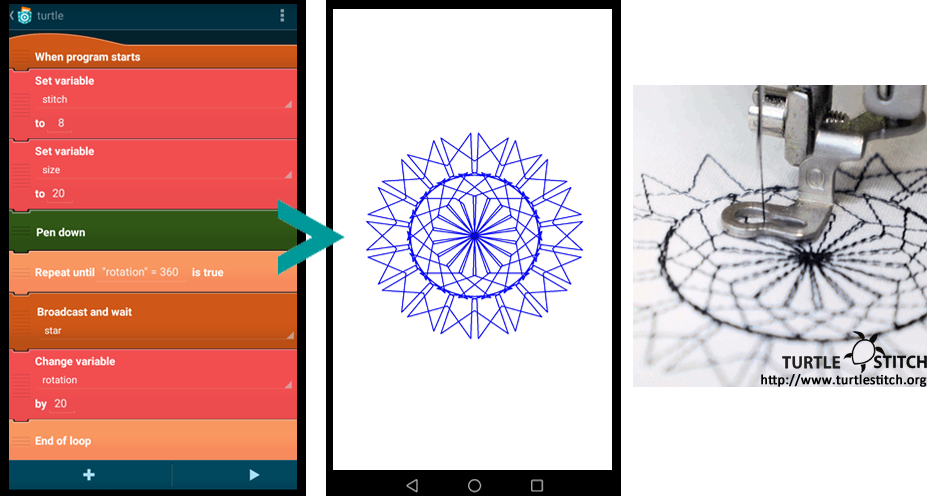 turtle
When program starts
Set variable
stitch
to 8
Set variable
size
to 20
Pen down
Repeat until "rotation" = 360 is true
Broadcast and wait
star
Change variable
rotation
by 20
End of loop
TURTLE STITCH
http://www.turtlestitch.org